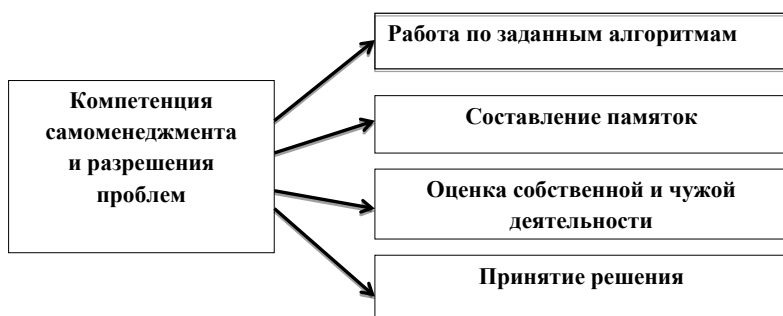 Компетенция
самоменеджмента
и разрешения
проблем
Работа по заданным алгоритмам
Составление памяток
Оценка собственной и чужой
деятельности
Принятие решения